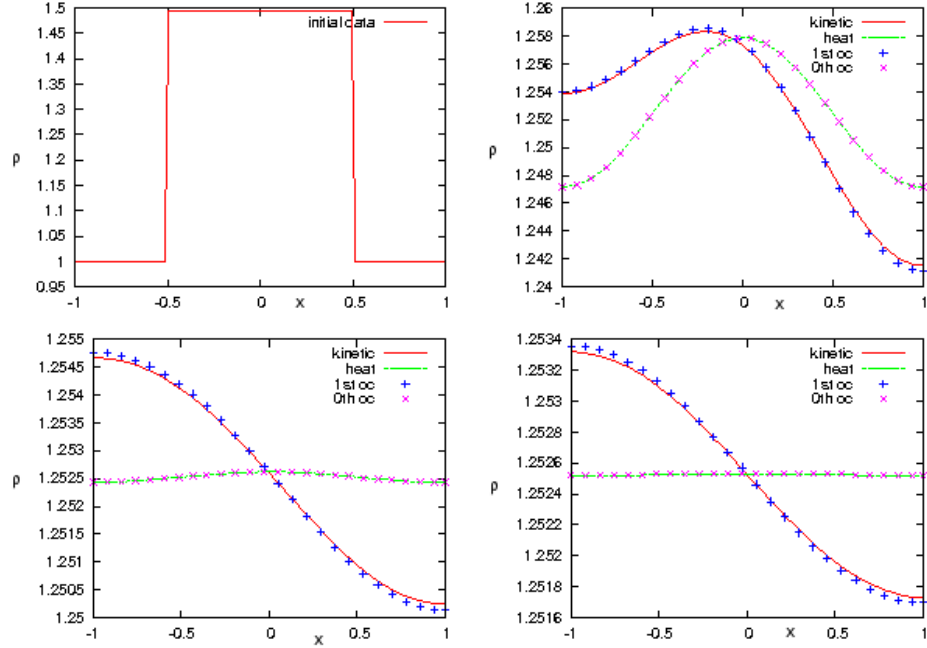 1.5
1.45
1.4
1.35
1.3
1.25
1.2
1.15
1.1
1.05
1
0.95
ρ
initial data
-1 -0.5 0 0.5 1
x
1.26
1.258
1.256
1.254
1.252
1.25
1.248
1.246
1.244
1.242
1.24
ρ
kinetic
heat
1st oc
0th oc
-1 -0.5 0 0.5 1
x
1.255
1.2545
1.254
1.2535
1.253
1.2525
1.252
1.2515
1.251
1.2505
1.25
ρ
kinetic
heat
1st oc
0th oc
-1 -0.5 0 0.5 1
x
1.2534
1.2532
1.253
1.2528
1.2526
1.2524
1.2522
1.252
1.2518
1.2516
ρ
kinetic
heat
1st oc
0th oc
-1 -0.5 0 0.5 1
x